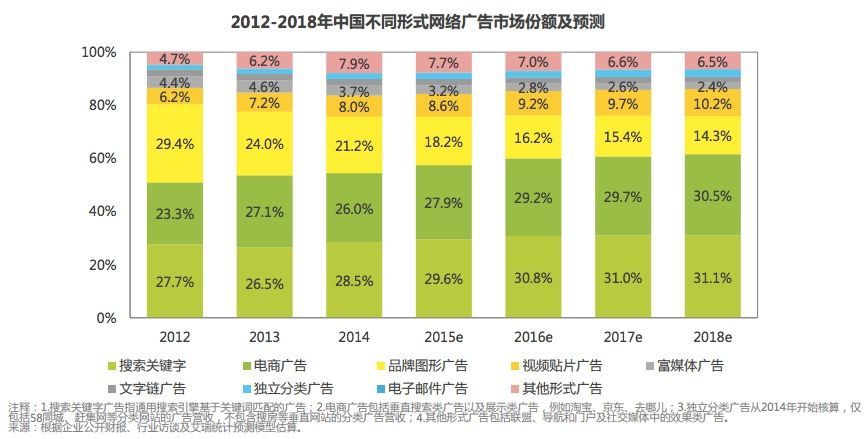 2012-2018年中国不同形式网络广告市场份额及预测
100% 4.7% 6.2% 7.9% 7.7% 7.0% 6.6% 6.5%
4.4% 4.6% 3.7% 3.2% 2.8% 2.6% 2.4%
80% 6.2% 7.2% 8.0% 8.6% 9.2% 9.7% 10.2%
29.4% 24.0% 21.2% 18.2% 16.2% 15.4% 14.3%
60%
40% 23.3% 27.1% 26.0% 27.9% 29.2% 29.7% 30.5%
20% 27.7% 26.5% 28.5% 29.6% 30.8% 31.0% 31.1%
0%
2012 2013 2014 2015e 2016e 2017e 2018e
搜索关键字 电商广告 品牌图形广告 视频贴片广告 富媒体广告
文字链广告 独立分类广告 电子邮件广告 其他形式广告
注释：1.搜索关键字广告指通用搜索引擎基于关键词匹配的广告；2.电商广告包括垂直搜索类广告以及展示类广告，例如淘宝、京东、去哪儿；3.独立分类广告从2014年开始核算，仅
包括58同城、赶集网等分类网站的广告营收，不包含搜房等垂直网站的分类广告营收；4.其他形式广告包括联盟、导航和门户及社交媒体中的效果类广告。
来源：根据企业公开财报、行业访谈及艾瑞统计预测模型估算。